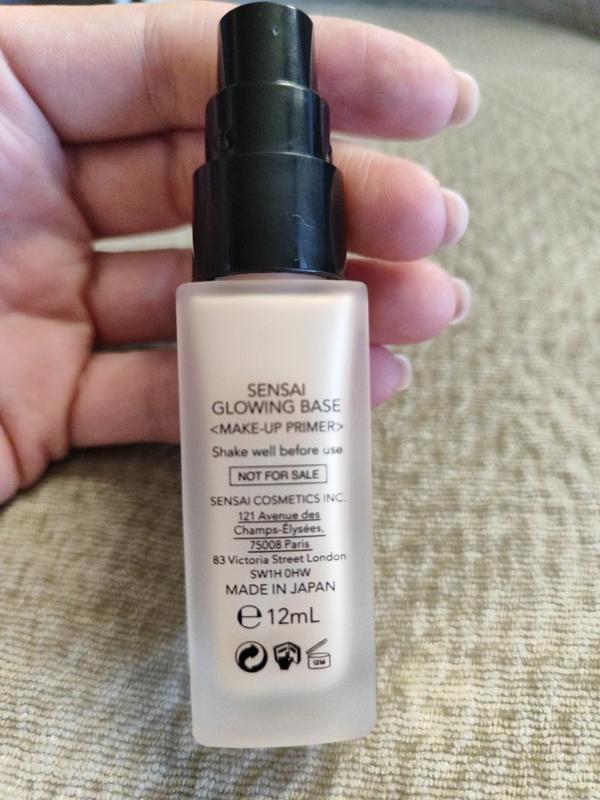 SENSAI
GLOWING BASE
<MAKE-UP PRIMER>
Shake well before use
NOT FOR SALE
SENSAI COSMETICS INC.
121 Avenue des
Champs-Élysées,
75008 Paris
83 Victoria Street London
SW1H 0HW
MADE IN JAPAN
℮ 12mL
12M